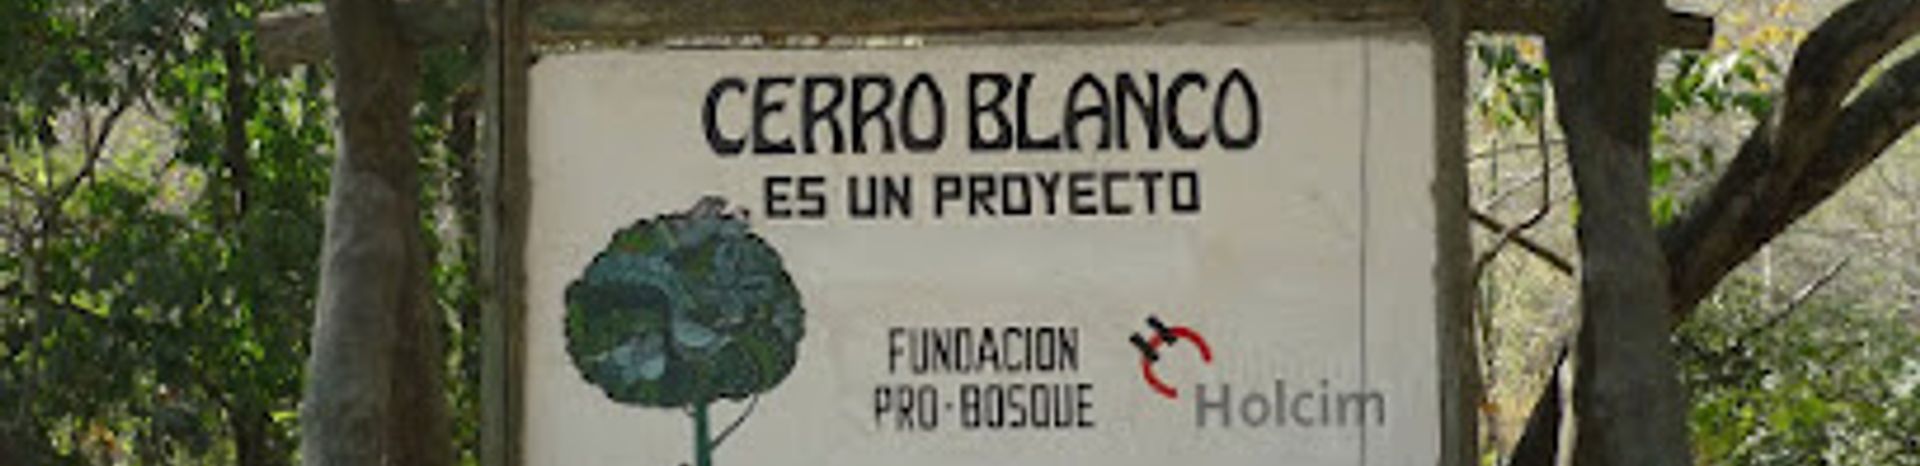 CERRO BLANCO
ES UN PROYECTO
FUNDACION
PRO-BOSQUE
Holcim